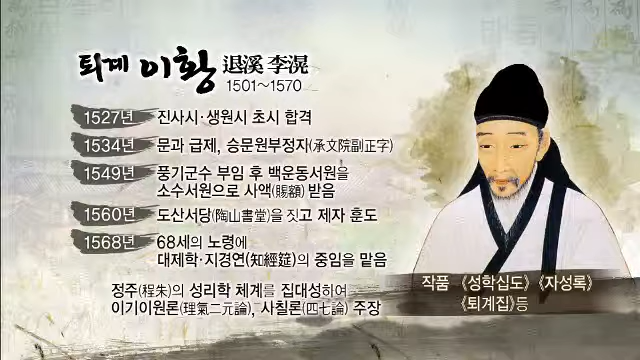 퇴계 이황 退溪 李滉
1501~1570
1527년 진사시·생원시 초시 합격
1534년 문과 급제, 승문원부정자(承文院副正字)
1549년 풍기군수 부임 후 백운동서원을
소수서원으로 사액(賜額) 받음
1560년 도산서당(陶山書堂)을 짓고 제자 훈도
1568년 68세의 노령에
대제학·지경연(知經筵)의 중임을 맡음
정주(程朱)의 성리학 체계를 집대성하여
이기이원론(理氣二元論), 사칠론(四七論) 주장
작품 《성학십도》 《자성록》
《퇴계집》등